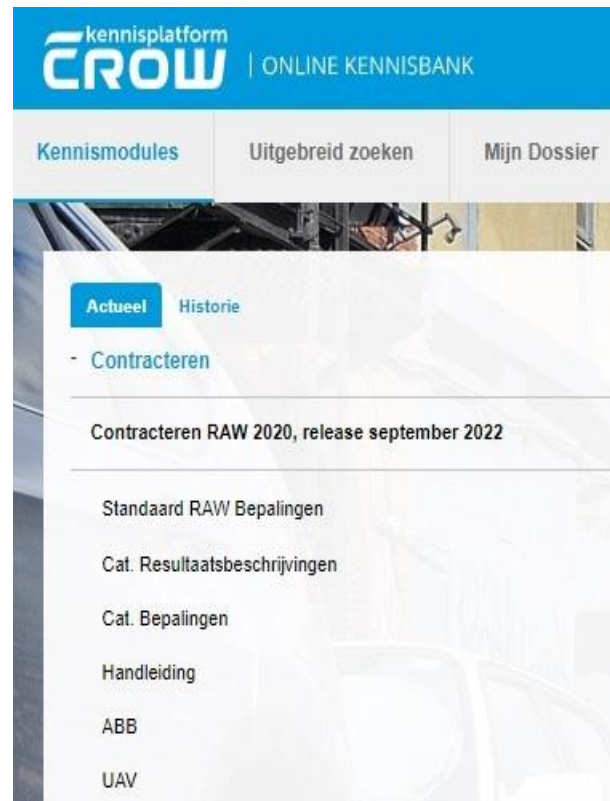 kennisplatform
CROW | ONLINE KENNISBANK
Kennismodules Uitgebreid zoeken Mijn Dossier
Actueel Historie
- Contracteren
Contracteren RAW 2020, release september 2022
Standaard RAW Bepalingen
Cat. Resultaatsbeschrijvingen
Cat. Bepalingen
Handleiding
ABB
UAV